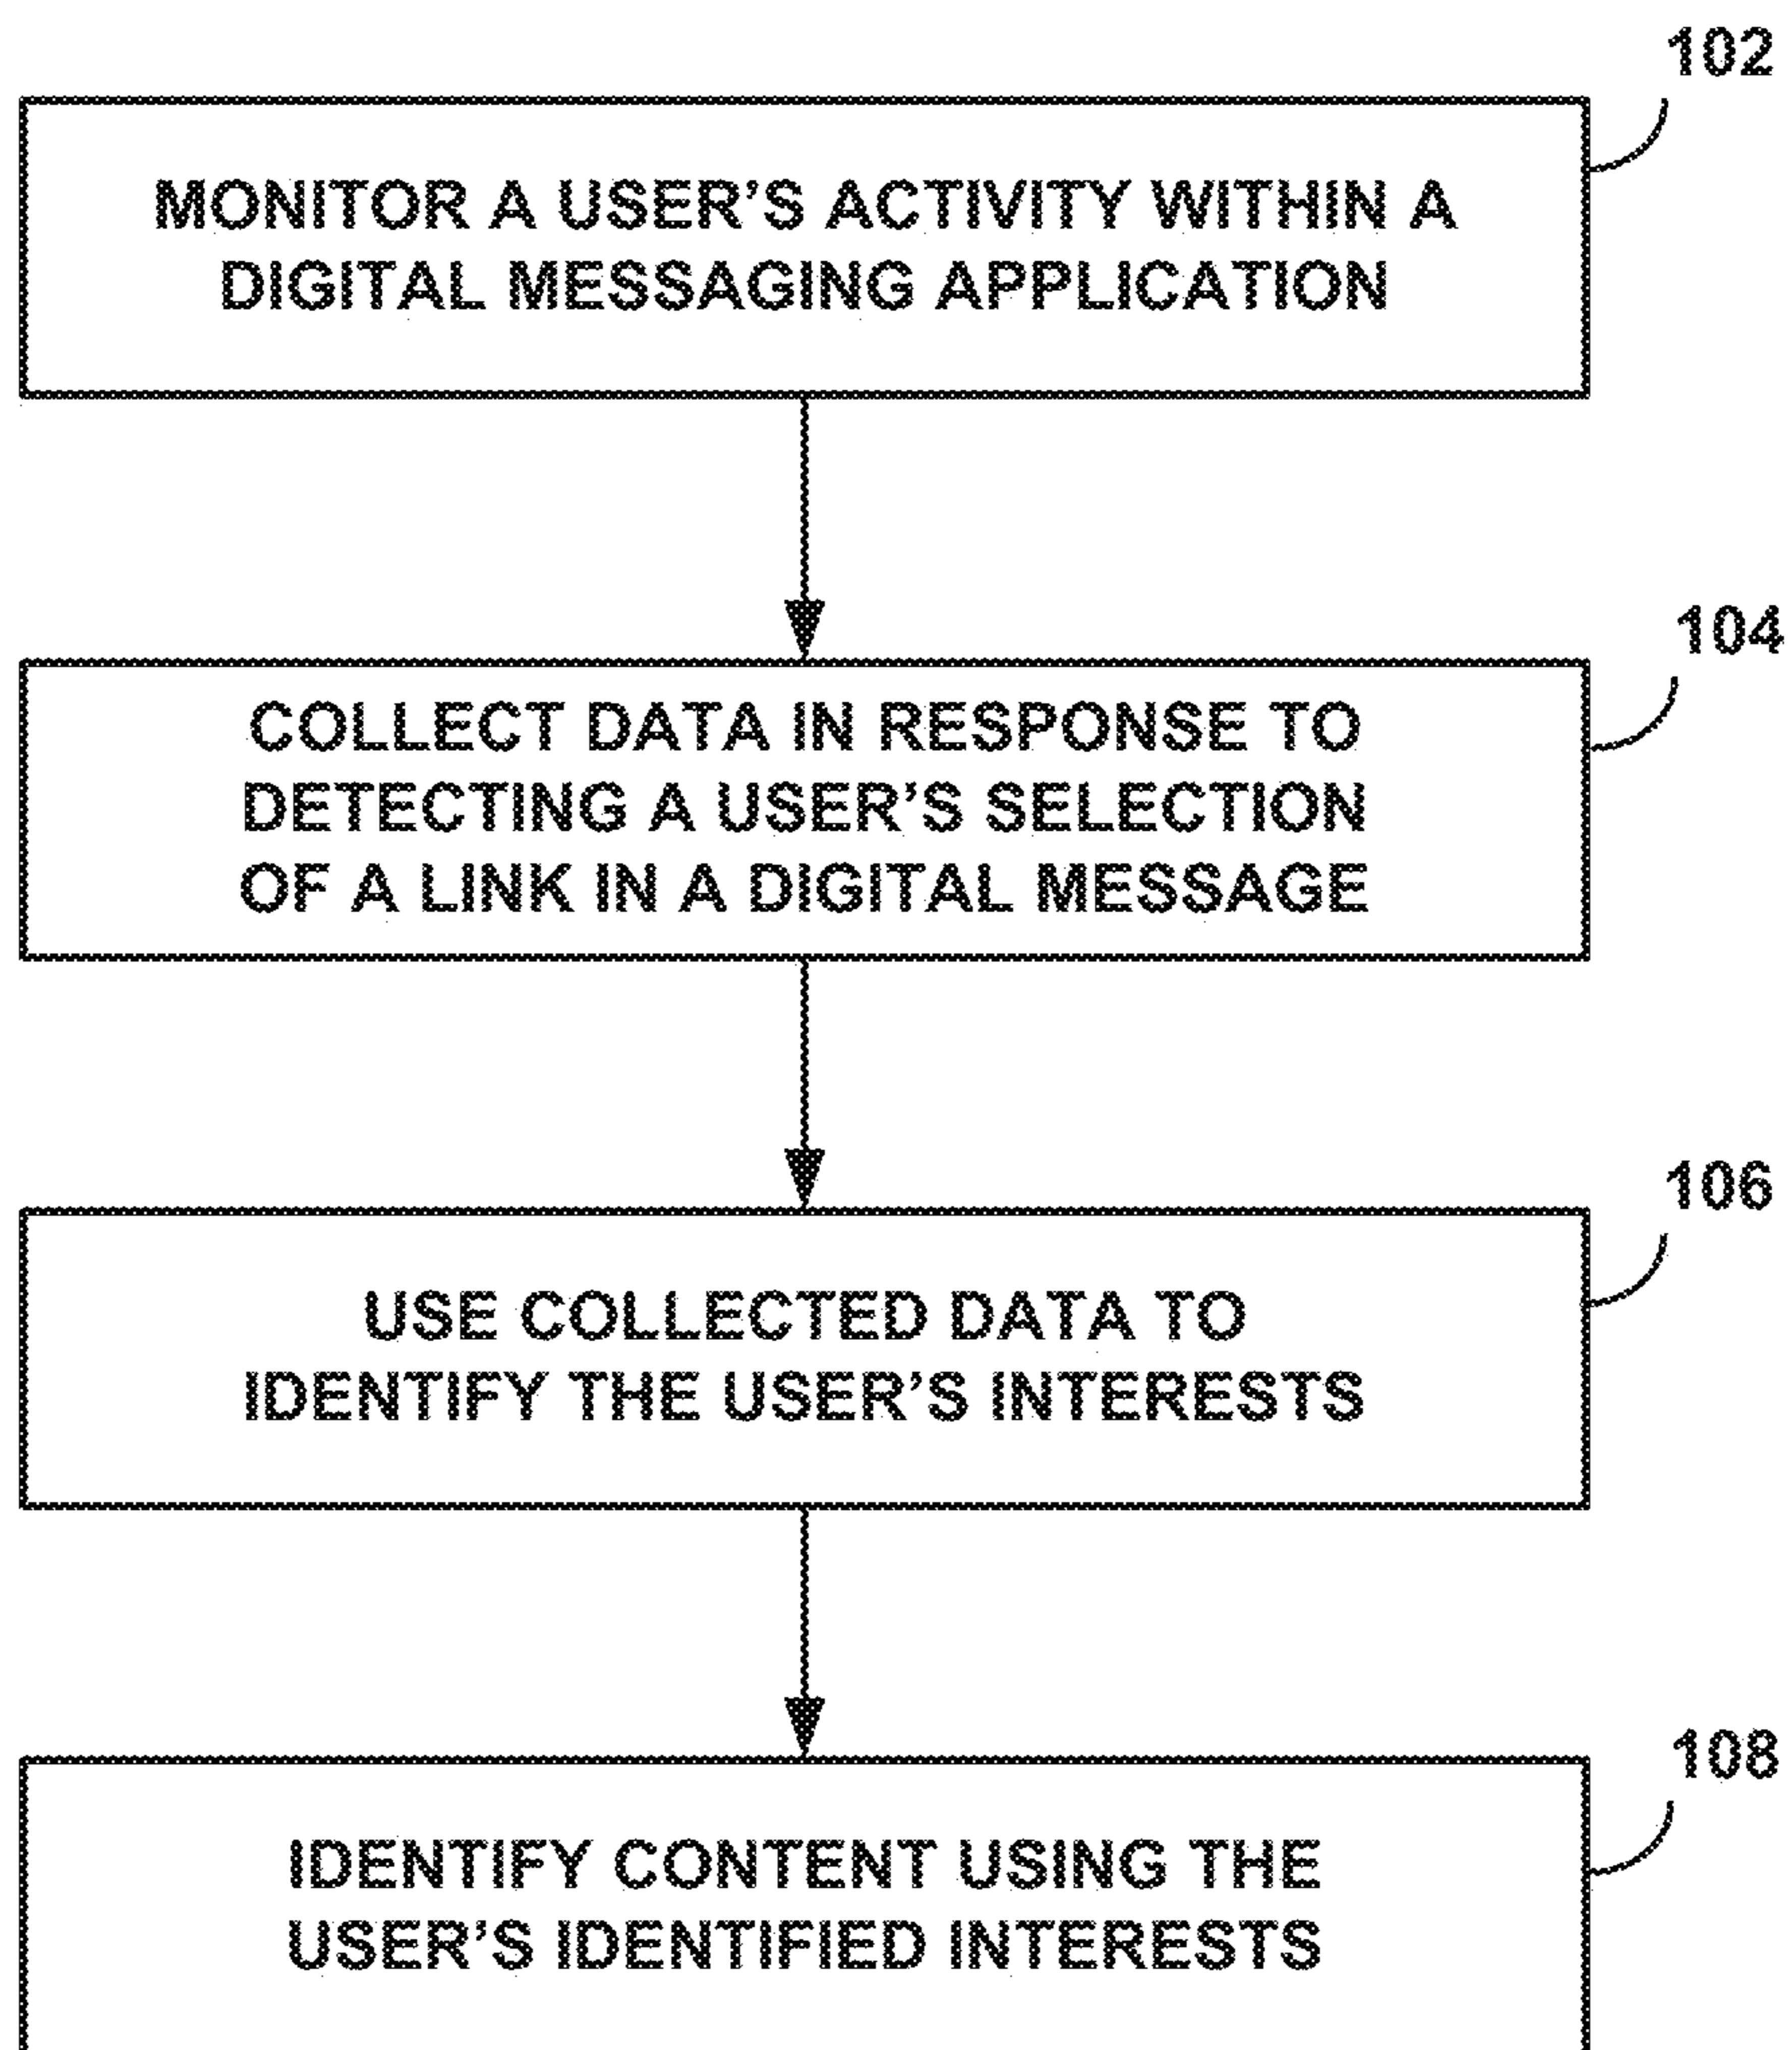 102
MONITOR A USER'S ACTIVITY WITHIN A
DIGITAL MESSAGING APPLICATION
104
COLLECT DATA IN RESPONSE TO
DETECTING A USER'S SELECTION
OF A LINK IN A DIGITAL MESSAGE
106
USE COLLECTED DATA TO
IDENTIFY THE USER'S INTERESTS
108
IDENTIFY CONTENT USING THE
USER'S IDENTIFIED INTERESTS